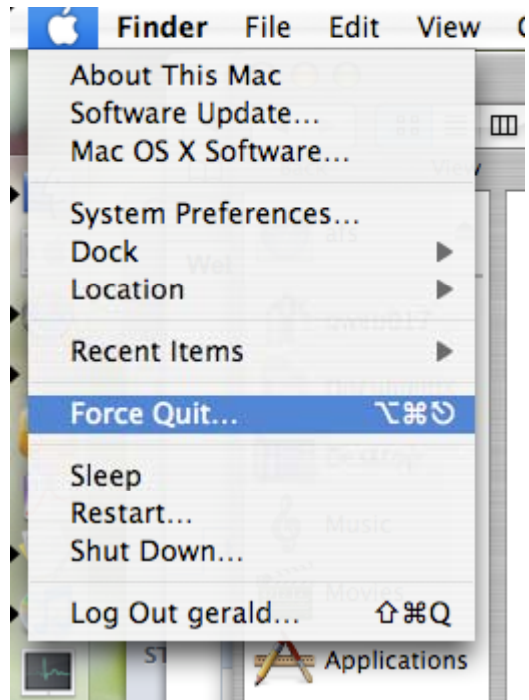 Finder File Edit View
About This Mac
Software Update...
Mac OS X Software...
System Preferences...
Dock
Location
Recent Items
Force Quit... ⌥⌘⎋
Sleep
Restart...
Shut Down...
Log Out gerald... ⇧⌘Q
Back View
afs
Documents
Desktop
Music
Movies
Applications